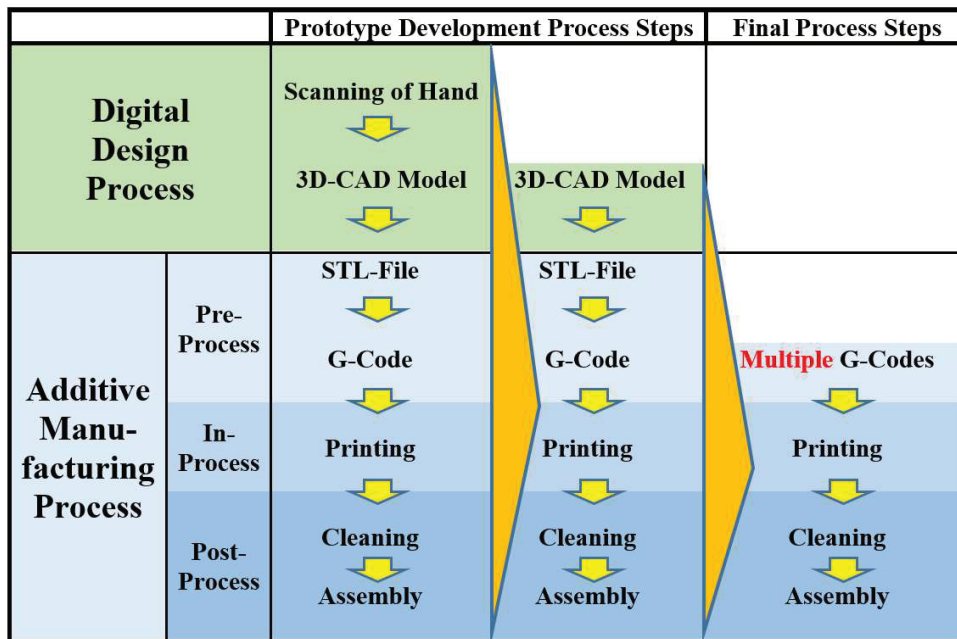 Prototype Development Process Steps
Final Process Steps
Digital
Design
Process
Scanning of Hand
3D-CAD Model
3D-CAD Model
Additive
Manu-
facturing
Process
Pre-
Process
STL-File
STL-File
G-Code
G-Code
Multiple G-Codes
In-
Process
Printing
Printing
Printing
Post-
Process
Cleaning
Cleaning
Cleaning
Assembly
Assembly
Assembly